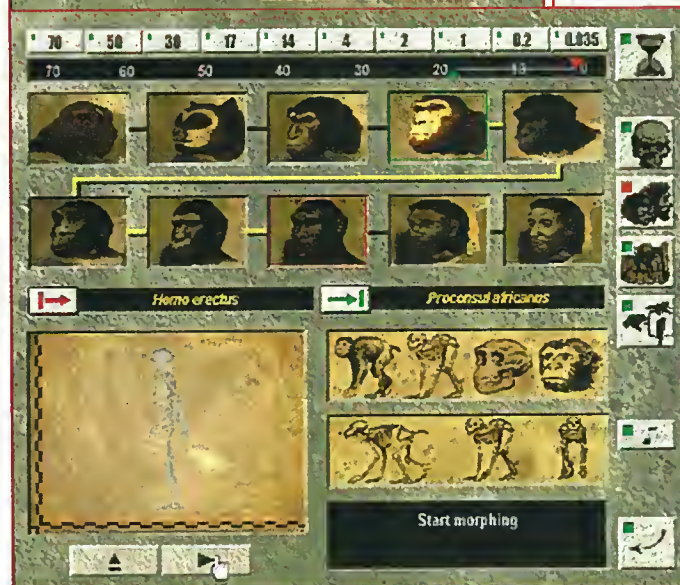 70 50 30 17 14 4 2 1 0.2 0.035
70 60 50 40 30 20 10 0
Homo erectus
Proconsul africanus
Start morphing